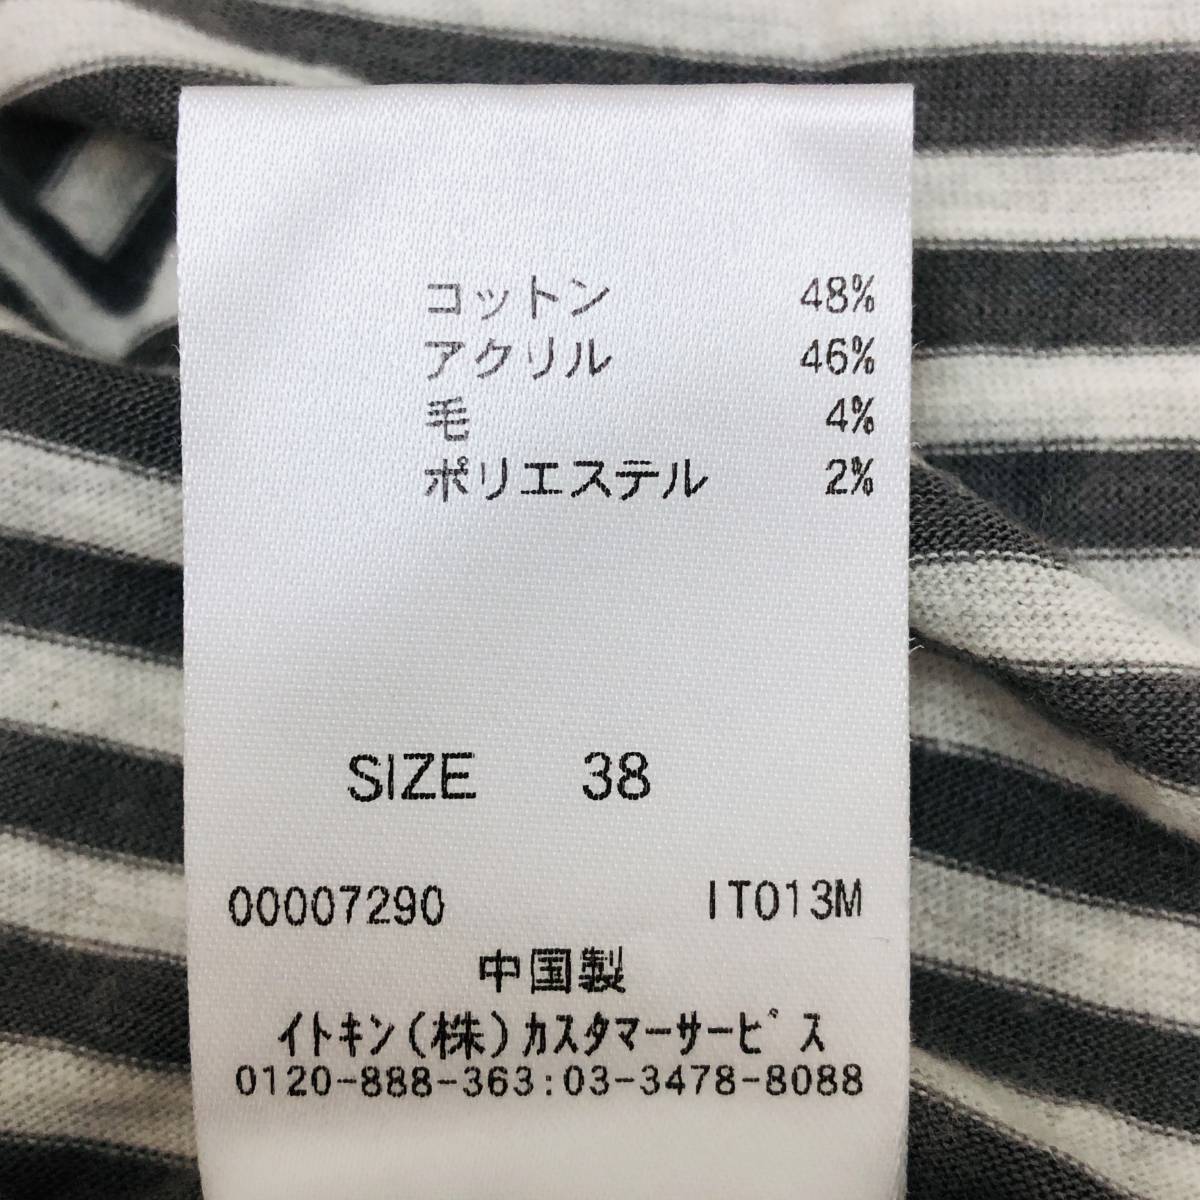 コットン 48%
アクリル 46%
毛 4%
ポリエステル 2%
SIZE 38
00007290 IT013M
中国製
イトキン(株)カスタマーサービス
0120-888-363:03-3478-8088